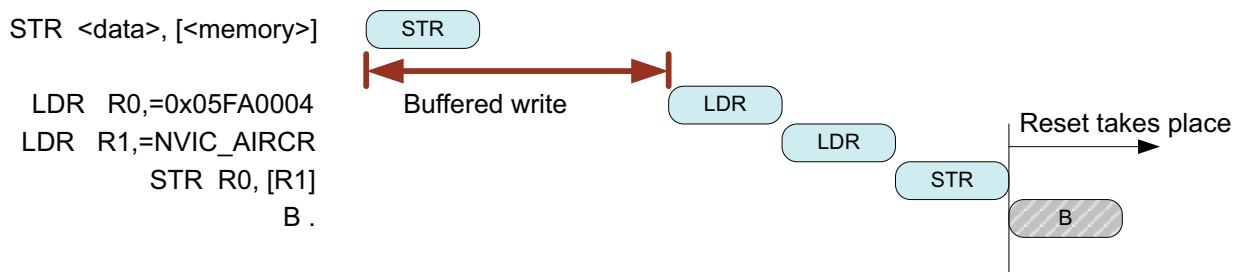 STR <data>, [<memory>]
STR
Buffered write
LDR R0,=0x05FA0004
LDR
LDR R1,=NVIC_AIRCR
LDR
Reset takes place
STR R0, [R1]
STR
B .
B